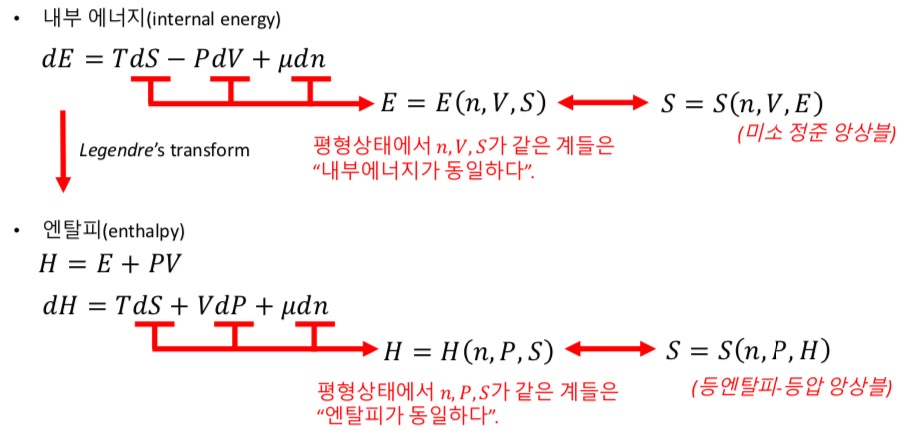 • 내부 에너지(internal energy)
dE = TdS − PdV + μdn
E = E(n, V, S) ⟷ S = S(n, V, E)
(미소 정준 앙상블)
Legendre's transform
평형상태에서 n, V, S가 같은 계들은
“내부에너지가 동일하다”.
• 엔탈피(enthalpy)
H = E + PV
dH = TdS + VdP + μdn
H = H(n, P, S) ⟷ S = S(n, P, H)
(등엔탈피-등압 앙상블)
평형상태에서 n, P, S가 같은 계들은
“엔탈피가 동일하다”.